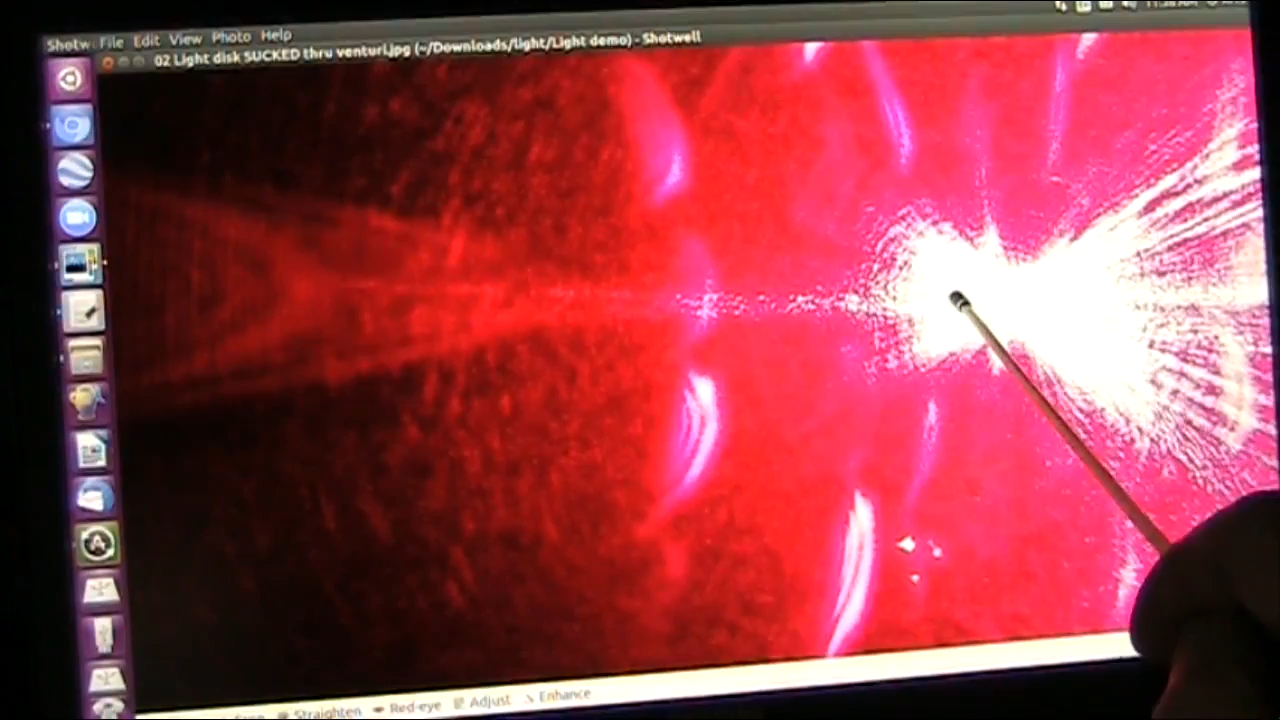 Shotw File Edit View Photo Help
02 Light disk SUCKED thru venturi.jpg (~/Downloads/light/Light demo) - Shotwell
Straighten Red-eye Adjust Enhance